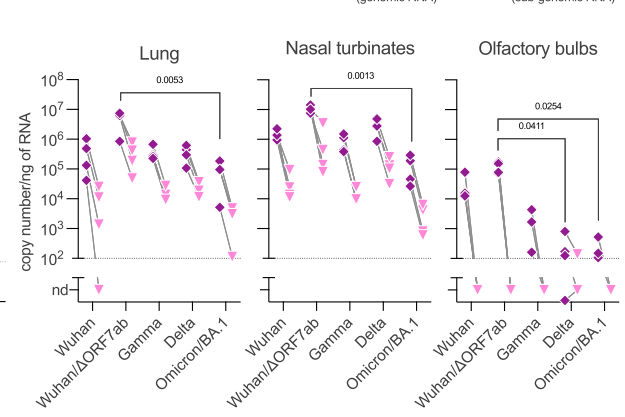 (genomic RNA)
(sub-genomic RNA)
Lung
Nasal turbinates
Olfactory bulbs
copy number/ng of RNA
10⁸
10⁷
10⁶
10⁵
10⁴
10³
10²
nd
0.0053
0.0013
0.0254
0.0411
Wuhan
Wuhan/ΔORF7ab
Gamma
Delta
Omicron/BA.1
Wuhan
Wuhan/ΔORF7ab
Gamma
Delta
Omicron/BA.1
Wuhan
Wuhan/ΔORF7ab
Gamma
Delta
Omicron/BA.1